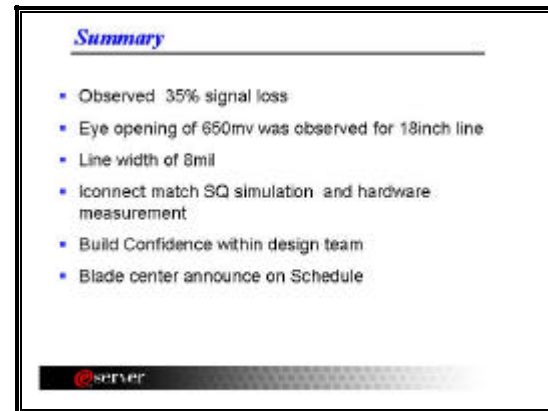 Summary
Observed 35% signal loss
Eye opening of 650mv was observed for 18inch line
Line width of 8mil
Iconnect match SQ simulation and hardware
measurement
Build Confidence within design team
Blade center announce on Schedule
@server